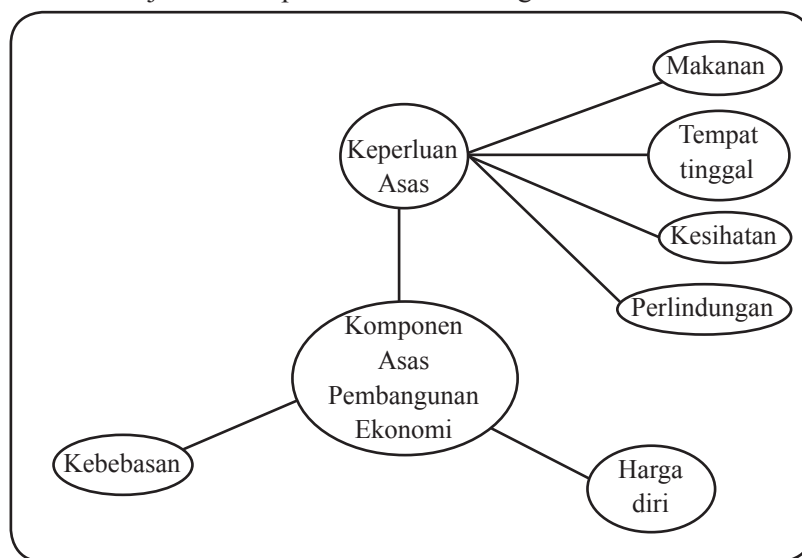 Makanan
Keperluan
Asas
Tempat
tinggal
Kesihatan
Perlindungan
Komponen
Asas
Pembangunan
Ekonomi
Kebebasan
Harga
diri